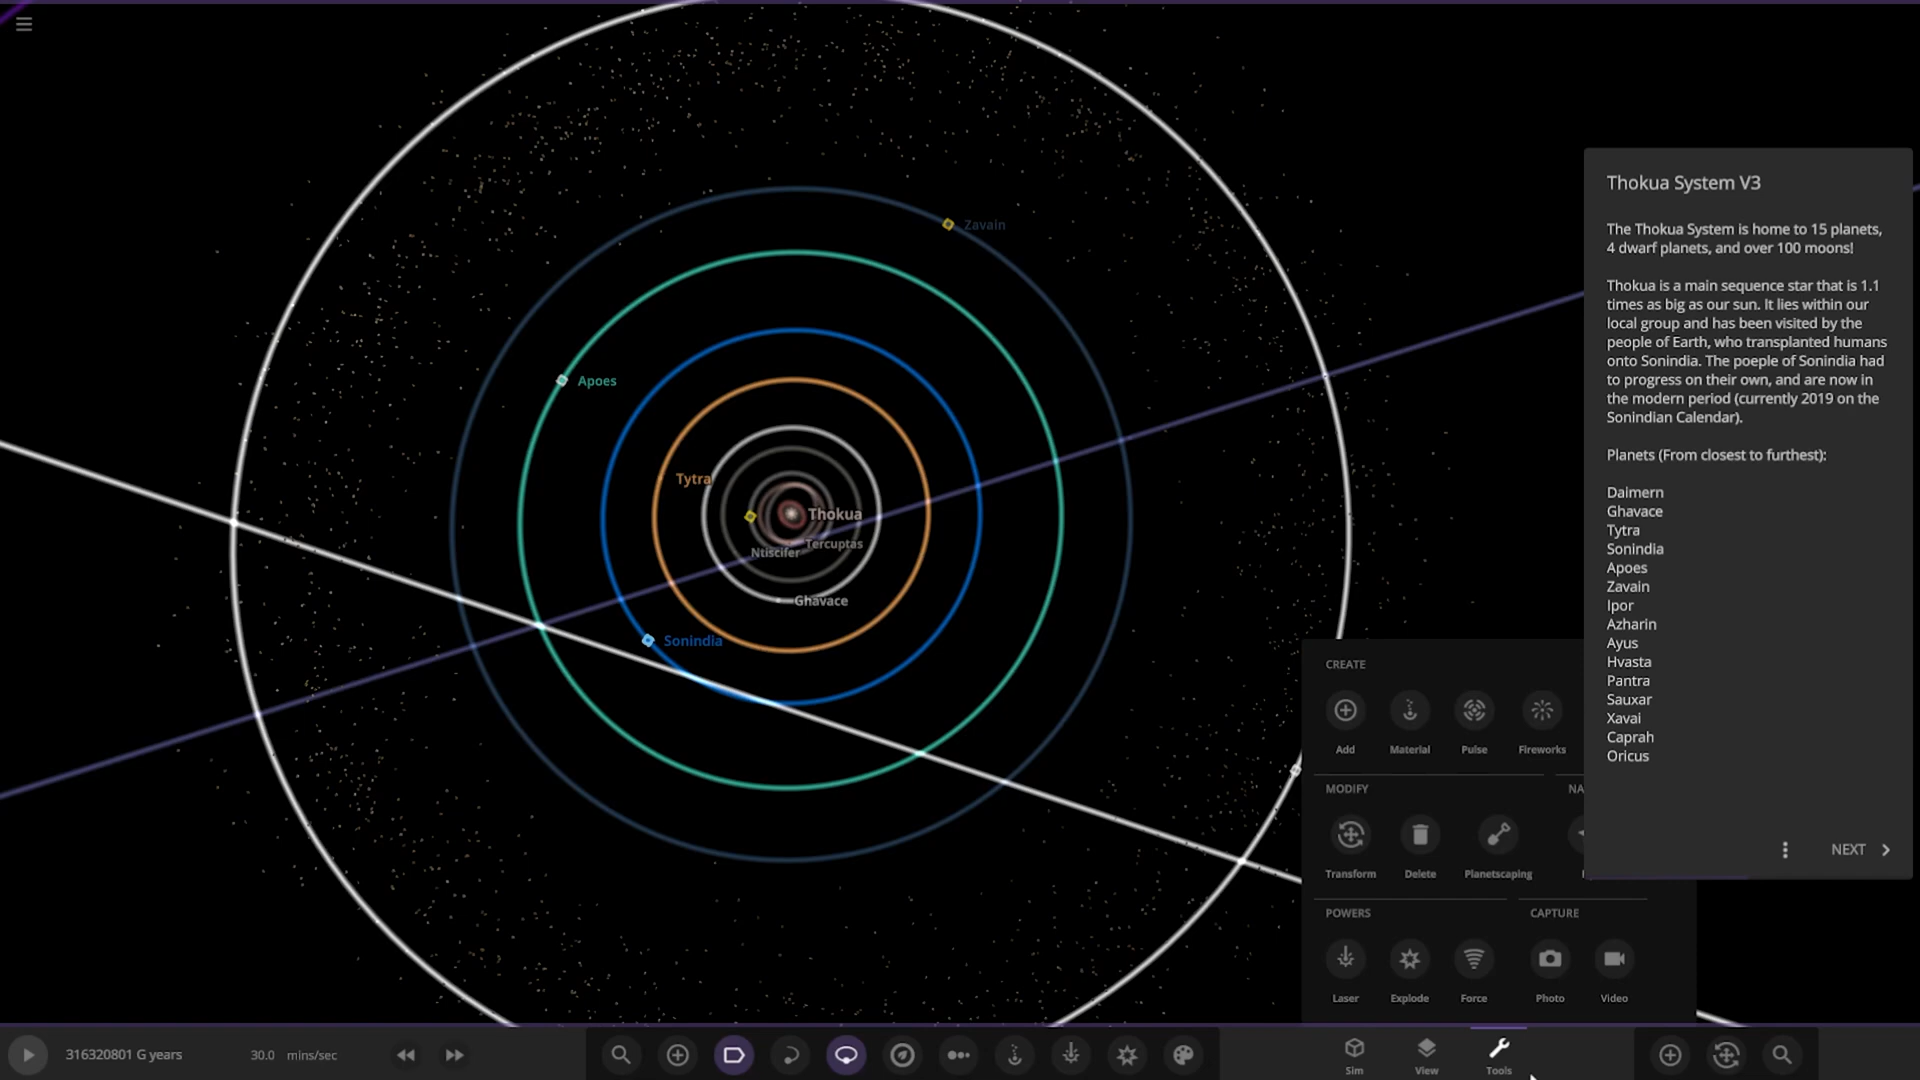 Zavain
Apoes
Tytra
Thokua
Tercuptas
Ntiscifer
Ghavace
Sonindia
Thokua System V3
The Thokua System is home to 15 planets,
4 dwarf planets, and over 100 moons!
Thokua is a main sequence star that is 1.1
times as big as our sun. It lies within our
local group and has been visited by the
people of Earth, who transplanted humans
onto Sonindia. The poeple of Sonindia had
to progress on their own, and are now in
the modern period (currently 2019 on the
Sonindian Calendar).
Planets (From closest to furthest):
Daimern
Ghavace
Tytra
Sonindia
Apoes
Zavain
Ipor
Azharin
Ayus
Hvasta
Pantra
Sauxar
Xavai
Caprah
Oricus
NEXT
CREATE
Add Material Pulse Fireworks
MODIFY NA
Transform Delete Planetscaping
POWERS CAPTURE
Laser Explode Force Photo Video
316320801 G years 30.0 mins/sec
Sim View Tools